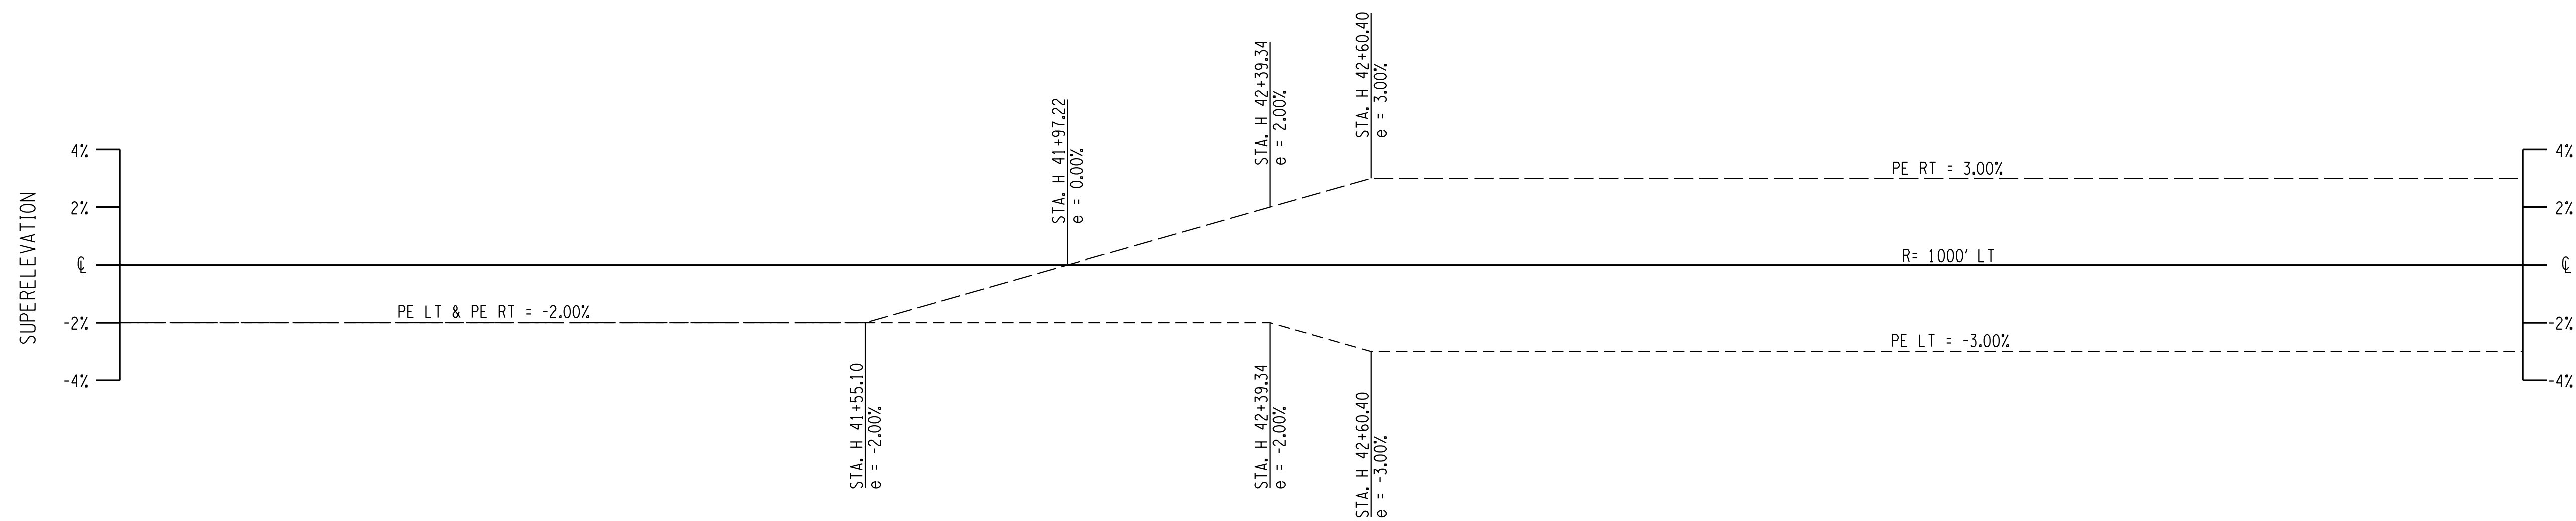 SUPERELEVATION
4%
2%
℄
-2%
-4%
PE LT & PE RT = -2.00%
STA. H 41+55.10
e = -2.00%
STA. H 41+97.22
e = 0.00%
STA. H 42+39.34
e = 2.00%
STA. H 42+39.34
e = -2.00%
STA. H 42+60.40
e = 3.00%
STA. H 42+60.40
e = -3.00%
PE RT = 3.00%
R= 1000' LT
PE LT = -3.00%
4%
2%
℄
-2%
-4%